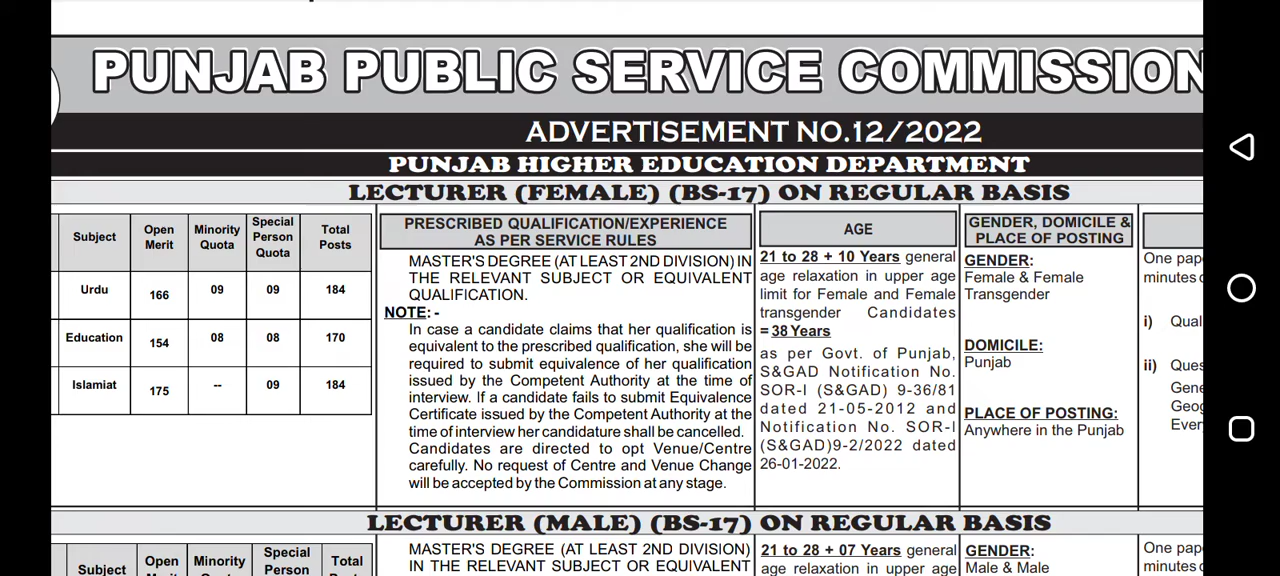 PUNJAB PUBLIC SERVICE COMMISSION
ADVERTISEMENT NO.12/2022
PUNJAB HIGHER EDUCATION DEPARTMENT
LECTURER (FEMALE) (BS-17) ON REGULAR BASIS
Subject Open Merit Minority Quota Special Person Quota Total Posts
Urdu 166 09 09 184
Education 154 08 08 170
Islamiat 175 -- 09 184
PRESCRIBED QUALIFICATION/EXPERIENCE
AS PER SERVICE RULES
MASTER'S DEGREE (AT LEAST 2ND DIVISION) IN
THE RELEVANT SUBJECT OR EQUIVALENT
QUALIFICATION.
NOTE: -
In case a candidate claims that her qualification is
equivalent to the prescribed qualification, she will be
required to submit equivalence of her qualification
issued by the Competent Authority at the time of
interview. If a candidate fails to submit Equivalence
Certificate issued by the Competent Authority at the
time of interview her candidature shall be cancelled.
Candidates are directed to opt Venue/Centre
carefully. No request of Centre and Venue Change
will be accepted by the Commission at any stage.
AGE
21 to 28 + 10 Years general
age relaxation in upper age
limit for Female and Female
transgender Candidates
= 38 Years
as per Govt. of Punjab,
S&GAD Notification No.
SOR-I (S&GAD) 9-36/81
dated 21-05-2012 and
Notification No. SOR-I
(S&GAD)9-2/2022 dated
26-01-2022.
GENDER, DOMICILE &
PLACE OF POSTING
GENDER:
Female & Female
Transgender
DOMICILE:
Punjab
PLACE OF POSTING:
Anywhere in the Punjab
One pap
minutes
i) Qual
ii) Ques
Gene
Geog
Ever
LECTURER (MALE) (BS-17) ON REGULAR BASIS
Subject Open Minority Special Person Total
MASTER'S DEGREE (AT LEAST 2ND DIVISION)
IN THE RELEVANT SUBJECT OR EQUIVALENT
21 to 28 + 07 Years general
age relaxation in upper age
GENDER:
Male & Male
One pap
minutes